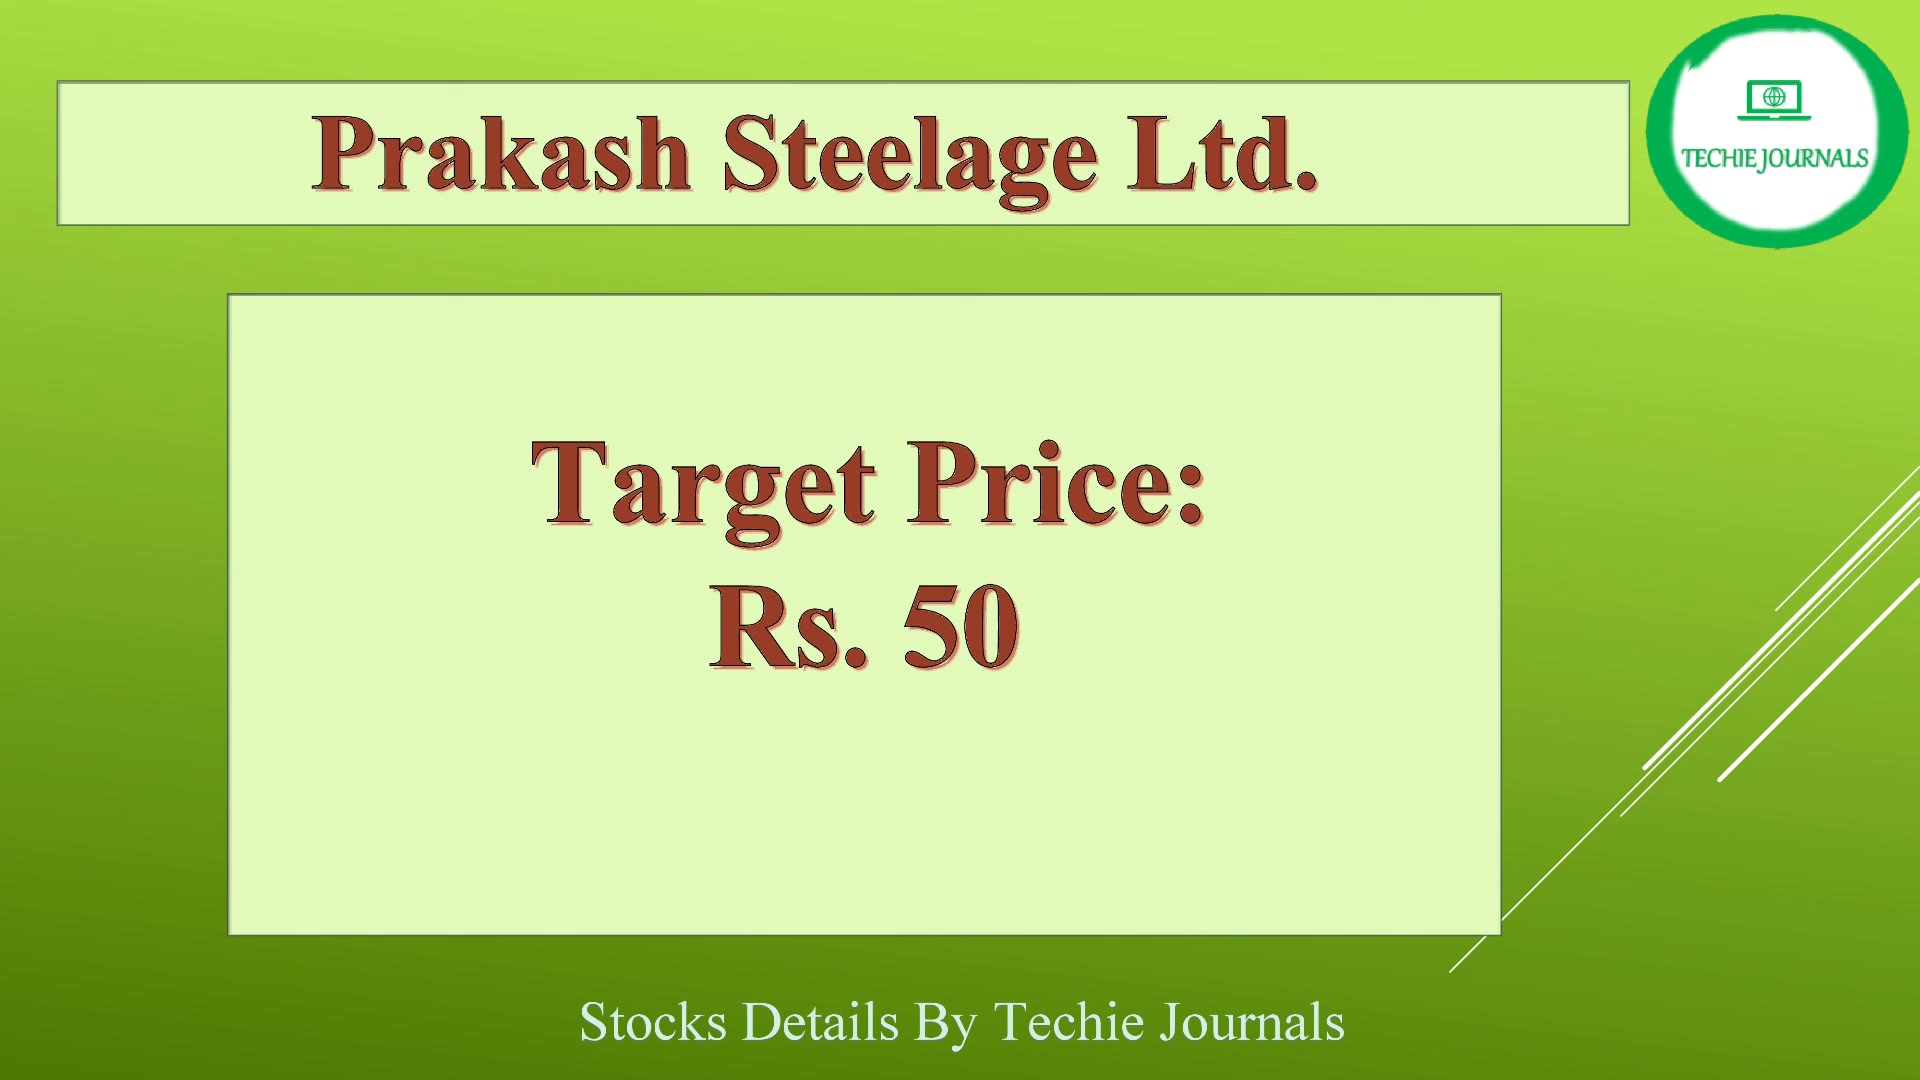 Prakash Steelage Ltd.
TECHIE JOURNALS
Target Price:
Rs. 50
Stocks Details By Techie Journals